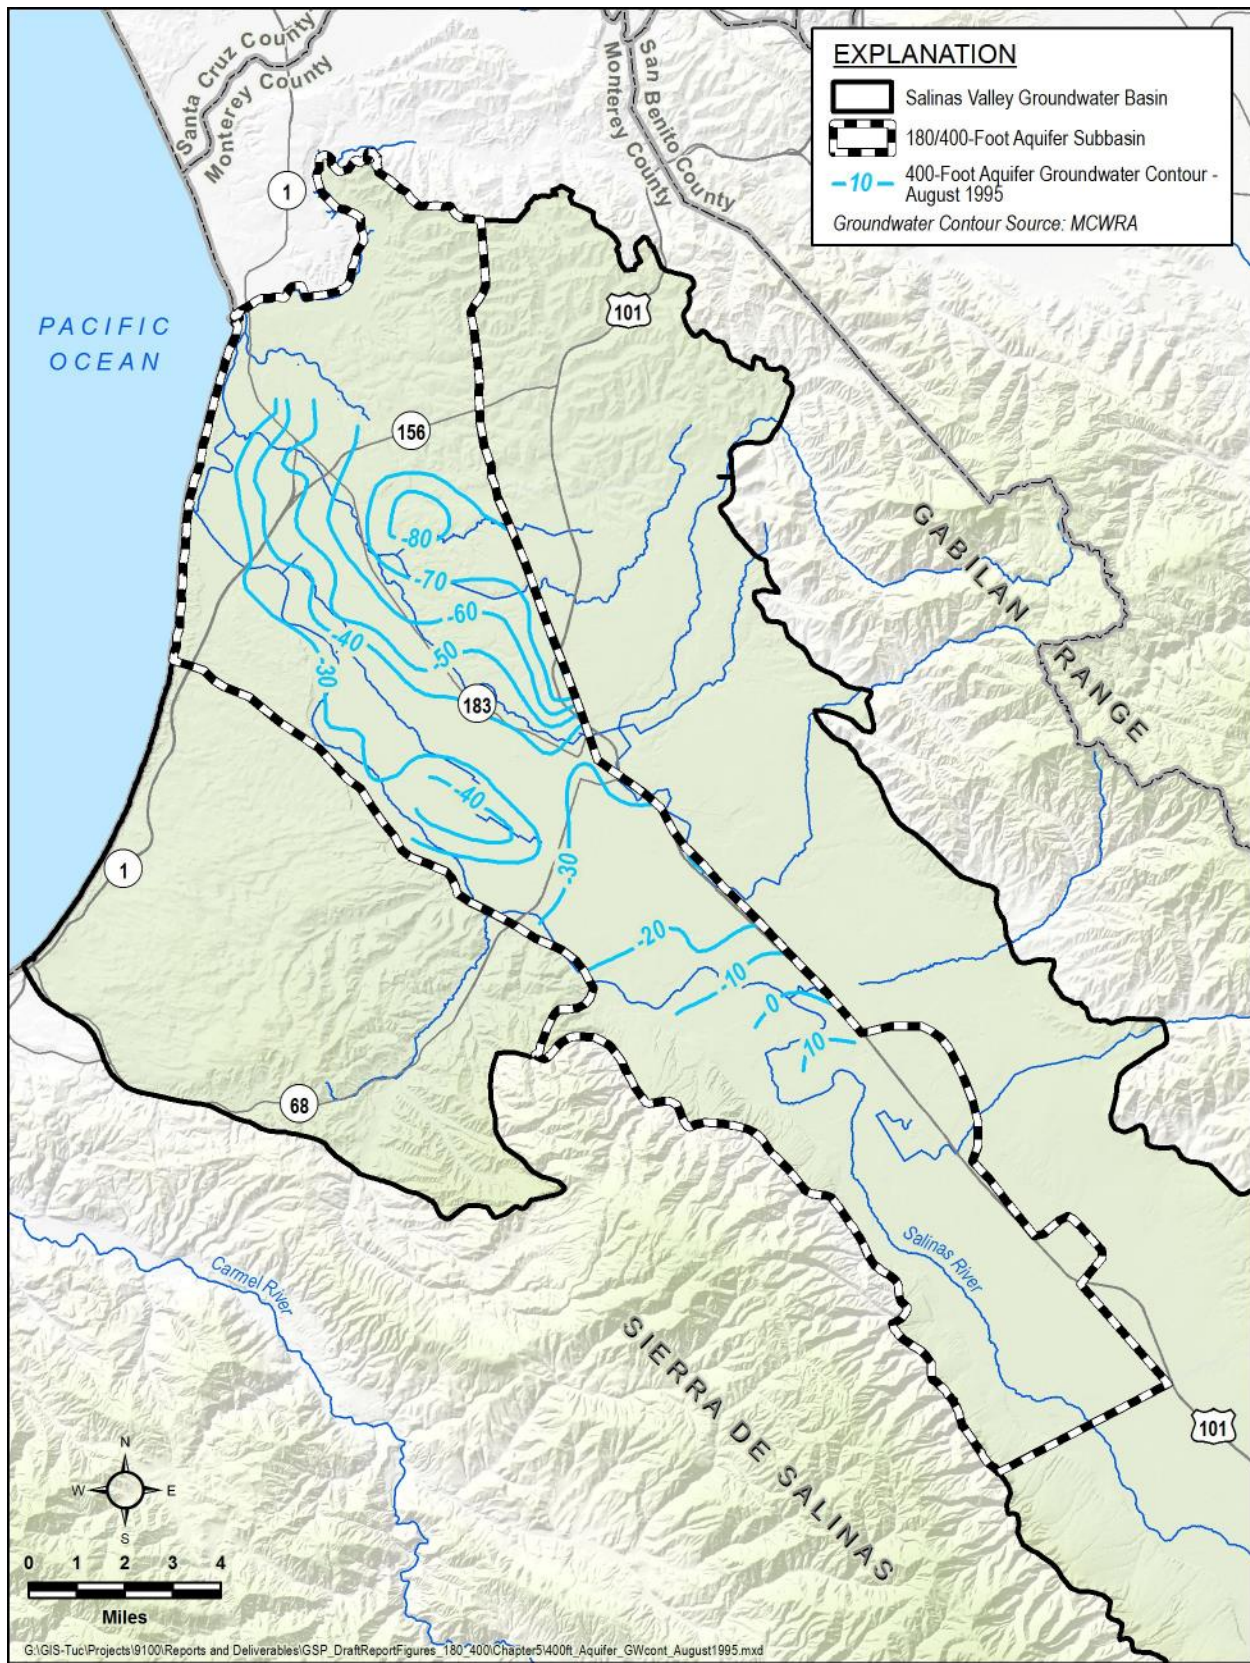 Santa Cruz County
Monterey County
San Benito County
Monterey County
EXPLANATION
Salinas Valley Groundwater Basin
180/400-Foot Aquifer Subbasin
-10 400-Foot Aquifer Groundwater Contour -
August 1995
Groundwater Contour Source: MCWRA
1
101
PACIFIC
OCEAN
156
GABILAN
RANGE
-80
-70
-60
-50
-40
-30
183
-40
1
-30
-20
-10
0
10
68
Salinas River
Carmel River
SIERRA DE SALINAS
101
N
W E
S
0 1 2 3 4
Miles
G:\GIS-Tuc\Projects\9100\Reports and Deliverables\GSP_DraftReportFigures_180_400\Chapter5\400ft_Aquifer_GWcont_August1995.mxd